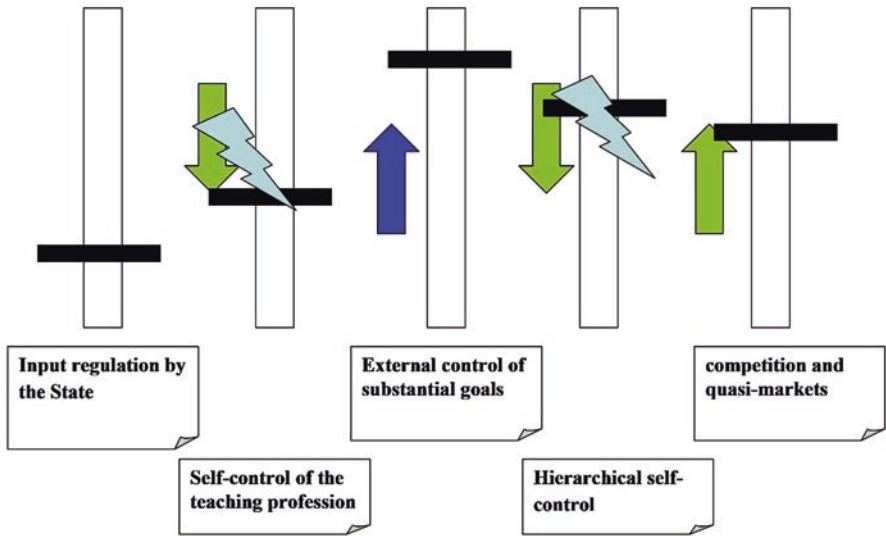 Input regulation by
the State
External control of
substantial goals
competition and
quasi-markets
Self-control of the
teaching profession
Hierarchical self-
control